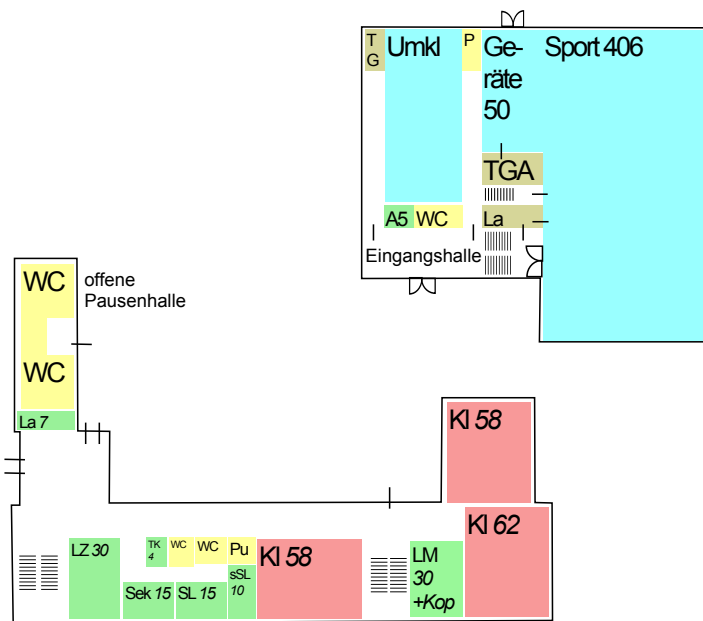 T
G
Umkl
P
Ge-
räte
50
Sport 406
TGA
A5
WC
La
Eingangshalle
WC
offene
Pausenhalle
WC
La 7
Kl 58
Kl 62
LZ 30
TK
4
WC
WC
Pu
Kl 58
LM
30
+Kop
Sek 15
SL 15
sSL
10